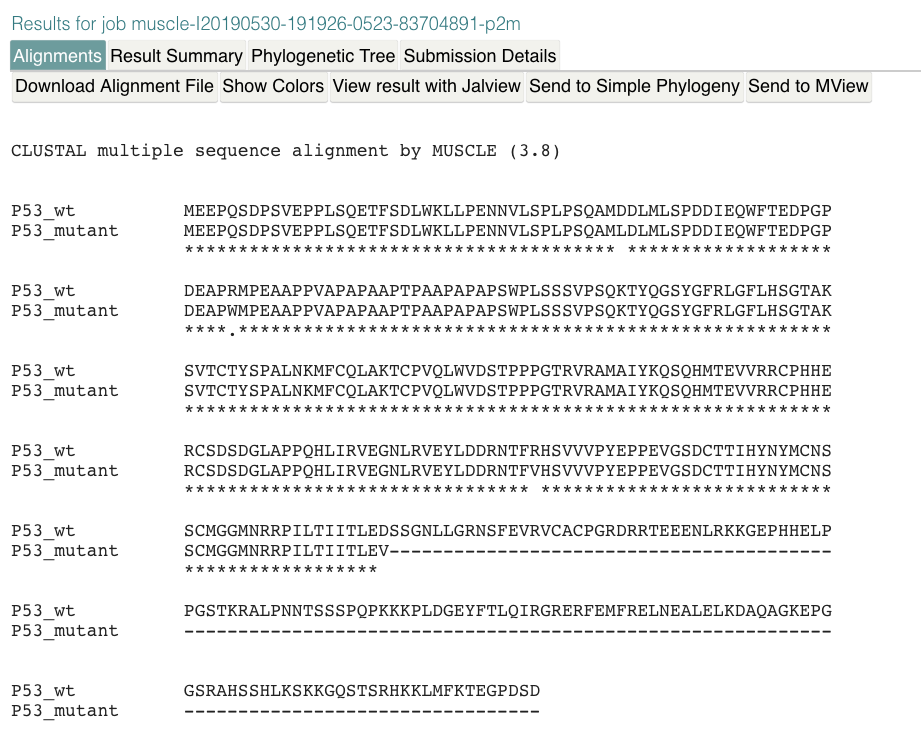 Results for job muscle-I20190530-191926-0523-83704891-p2m
Alignments Result Summary Phylogenetic Tree Submission Details
Download Alignment File Show Colors View result with Jalview Send to Simple Phylogeny Send to MView
CLUSTAL multiple sequence alignment by MUSCLE (3.8)
P53_wt MEEPQSDPSVEPPLSQETFSDLWKLLPENNVLSPLPSQAMDDLMLSPDDIEQWFTEDPGP
P53_mutant MEEPQSDPSVEPPLSQETFSDLWKLLPENNVLSPLPSQAMLDLMLSPDDIEQWFTEDPGP
**************************************** *******************
P53_wt DEAPRMPEAAPPVAPAPAAPTPAAPAPAPSWPLSSSVPSQKTYQGSYGFRLGFLHSGTAK
P53_mutant DEAPWMPEAAPPVAPAPAAPTPAAPAPAPSWPLSSSVPSQKTYQGSYGFRLGFLHSGTAK
****.*******************************************************
P53_wt SVTCTYSPALNKMFCQLAKTCPVQLWVDSTPPPGTRVRAMAIYKQSQHMTEVVRRCPHHE
P53_mutant SVTCTYSPALNKMFCQLAKTCPVQLWVDSTPPPGTRVRAMAIYKQSQHMTEVVRRCPHHE
************************************************************
P53_wt RCSDSDGLAPPQHLIRVEGNLRVEYLDDRNTFRHSVVVPYEPPEVGSDCTTIHYNYMCNS
P53_mutant RCSDSDGLAPPQHLIRVEGNLRVEYLDDRNTFVHSVVVPYEPPEVGSDCTTIHYNYMCNS
******************************** ***************************
P53_wt SCMGGMNRRPILTIITLEDSSGNLLGRNSFEVRVCACPGRDRRTEEENLRKKGEPHHELP
P53_mutant SCMGGMNRRPILTIITLEV-----------------------------------------
******************
P53_wt PGSTKRALPNNTSSSPQPKKKPLDGEYFTLQIRGRERFEMFRELNEALELKDAQAGKEPG
P53_mutant ------------------------------------------------------------
P53_wt GSRAHSSHLKSKKGQSTSRHKKLMFKTEGPDSD
P53_mutant ---------------------------------